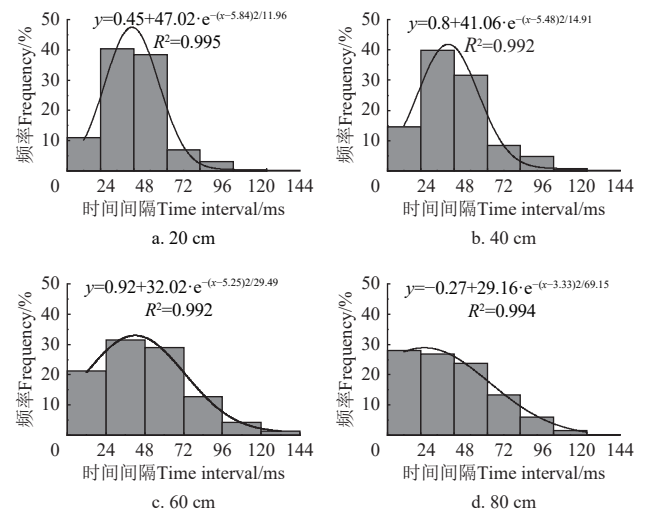 y=0.45+47.02·e−(x−5.84)2/11.96
R²=0.995
50
40
30
20
10
0
24 48 72 96 120 144
频率Frequency/%
时间间隔Time interval/ms
a. 20 cm
y=0.8+41.06·e−(x−5.48)2/14.91
R²=0.992
50
40
30
20
10
0
24 48 72 96 120 144
频率Frequency/%
时间间隔Time interval/ms
b. 40 cm
y=0.92+32.02·e−(x−5.25)2/29.49
R²=0.992
50
40
30
20
10
0
24 48 72 96 120 144
频率Frequency/%
时间间隔Time interval/ms
c. 60 cm
y=−0.27+29.16·e−(x−3.33)2/69.15
R²=0.994
50
40
30
20
10
0
24 48 72 96 120 144
频率Frequency/%
时间间隔Time interval/ms
d. 80 cm